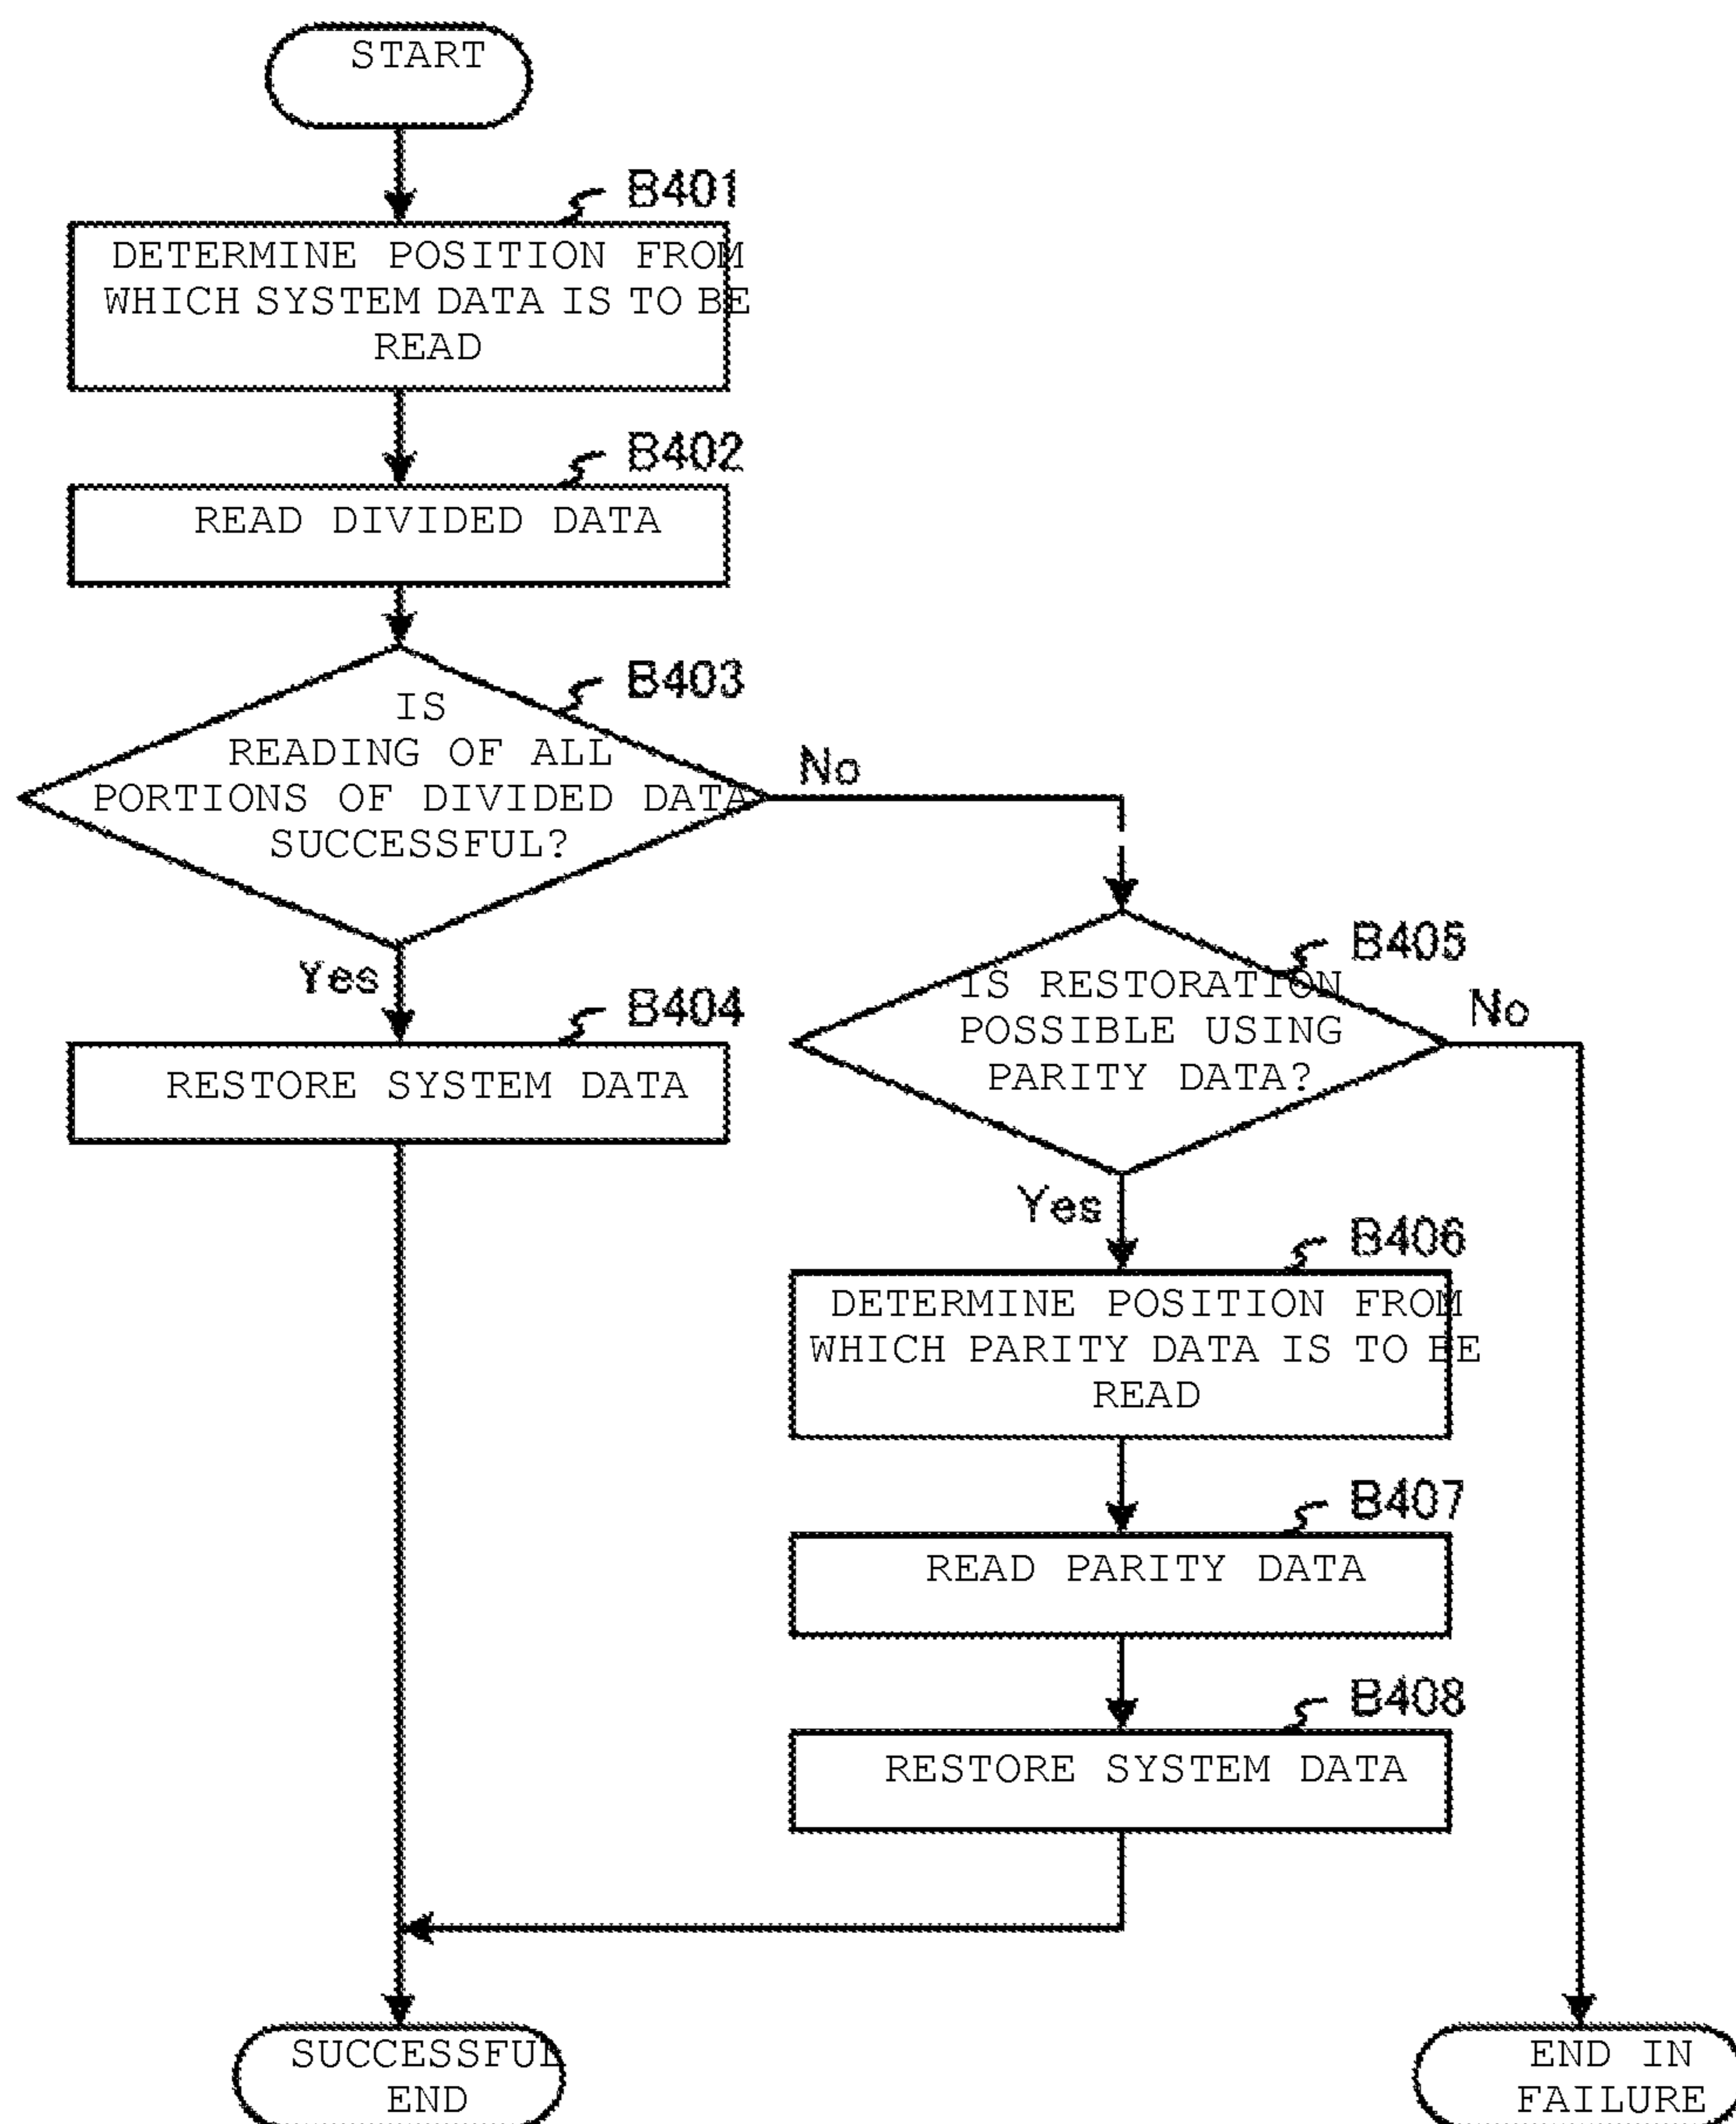 START
B401
DETERMINE POSITION FROM
WHICH SYSTEM DATA IS TO BE
READ
B402
READ DIVIDED DATA
B403
IS
READING OF ALL
PORTIONS OF DIVIDED DATA
SUCCESSFUL?
No
Yes
B404
RESTORE SYSTEM DATA
B405
IS RESTORATION
POSSIBLE USING
PARITY DATA?
No
Yes
B406
DETERMINE POSITION FROM
WHICH PARITY DATA IS TO BE
READ
B407
READ PARITY DATA
B408
RESTORE SYSTEM DATA
SUCCESSFUL
END
END IN
FAILURE